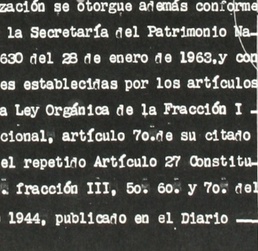 zación se otorgue además conforme
la Secretaría del Patrimonio Na-
630 del 28 de enero de 1963.y con
es establecidas por los artículos
a Ley Orgánica de la Fracción I -
cional, artículo 7o.de su citado
el repetido Artículo 27 Constitu-
. fracción III, 5o. 6o. y 7o. del
1944, publicado en el Diario —